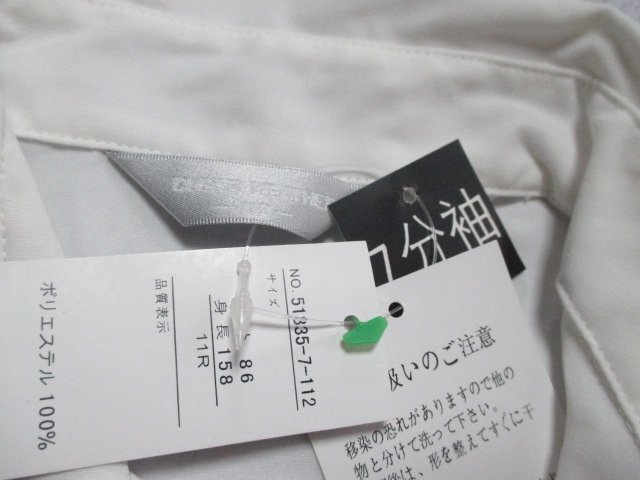 分袖
NO.51335-7-112
サイズ
86
身長 158
11R
品質表示
ポリエステル 100%
扱いのご注意
移染の恐れがありますので他の
物と分けて洗って下さい。
は、形を整えてすぐに干